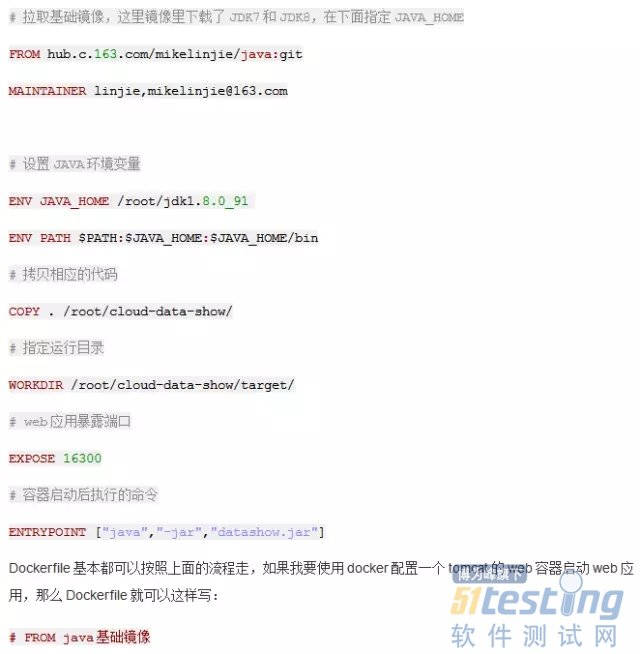 # 拉取基础镜像，这里镜像里下载了 JDK7 和 JDK8，在下面指定 JAVA_HOME
FROM hub.c.163.com/mikelinjie/java:git
MAINTAINER linjie,mikelinjie@163.com
# 设置 JAVA 环境变量
ENV JAVA_HOME /root/jdk1.8.0_91
ENV PATH $PATH:$JAVA_HOME:$JAVA_HOME/bin
# 拷贝相应的代码
COPY . /root/cloud-data-show/
# 指定运行目录
WORKDIR /root/cloud-data-show/target/
# web 应用暴露端口
EXPOSE 16300
# 容器启动后执行的命令
ENTRYPOINT ["java","-jar","datashow.jar"]
Dockerfile 基本都可以按照上面的流程走，如果我要使用 docker 配置一个 tomcat 的 web 容器启动 web 应
用，那么 Dockerfile 就可以这样写：
# FROM java 基础镜像
博为峰旗下
51testing
软件测试网